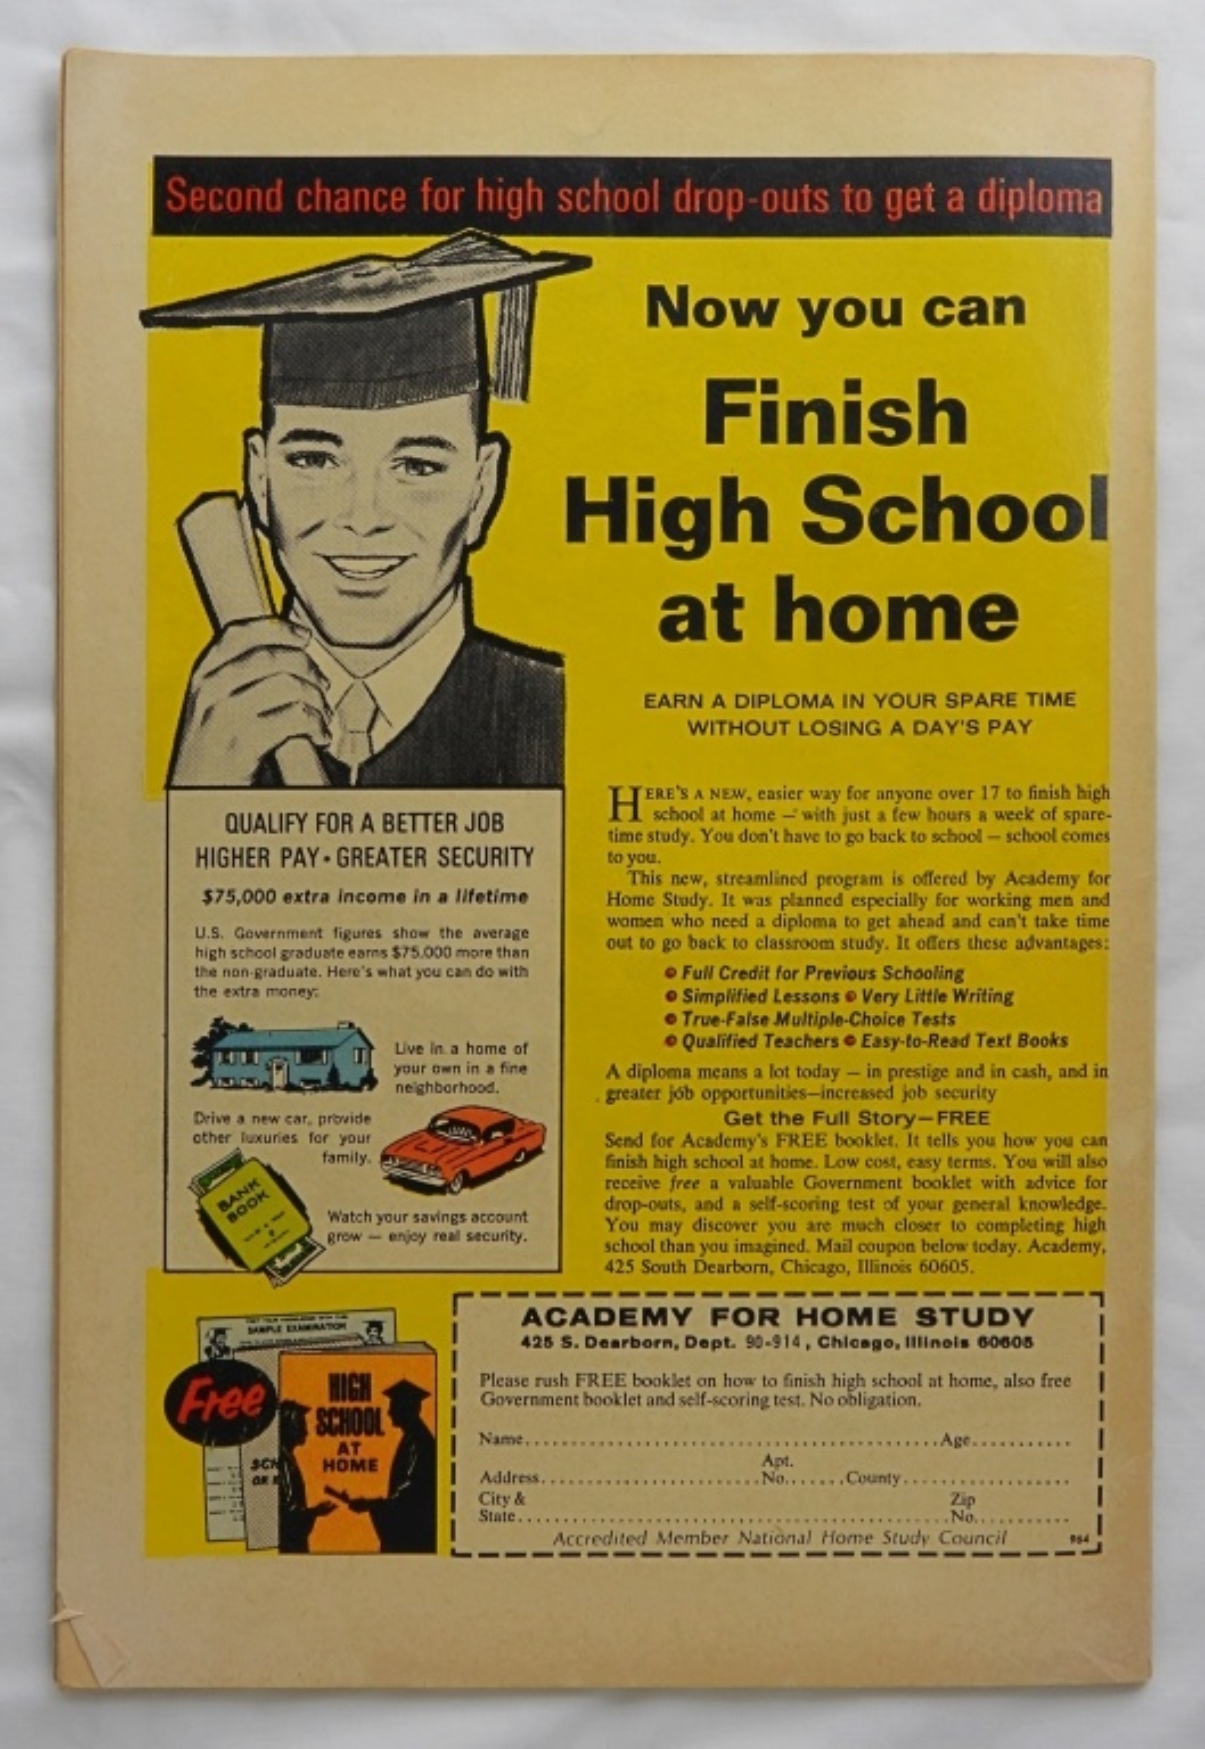 Second chance for high school drop-outs to get a diploma
Now you can
Finish
High School
at home
EARN A DIPLOMA IN YOUR SPARE TIME
WITHOUT LOSING A DAY'S PAY
QUALIFY FOR A BETTER JOB
HIGHER PAY • GREATER SECURITY
$75,000 extra income in a lifetime
U.S. Government figures show the average
high school graduate earns $75,000 more than
the non-graduate. Here's what you can do with
the extra money:
Live in a home of
your own in a fine
neighborhood.
Drive a new car, provide
other luxuries for your
family.
BANK
BOOK
Watch your savings account
grow — enjoy real security.
HERE'S A NEW, easier way for anyone over 17 to finish high
school at home — with just a few hours a week of spare-
time study. You don't have to go back to school — school comes
to you.
This new, streamlined program is offered by Academy for
Home Study. It was planned especially for working men and
women who need a diploma to get ahead and can't take time
out to go back to classroom study. It offers these advantages:
• Full Credit for Previous Schooling
• Simplified Lessons • Very Little Writing
• True-False Multiple-Choice Tests
• Qualified Teachers • Easy-to-Read Text Books
A diploma means a lot today — in prestige and in cash, and in
greater job opportunities—increased job security
Get the Full Story—FREE
Send for Academy's FREE booklet. It tells you how you can
finish high school at home. Low cost, easy terms. You will also
receive free a valuable Government booklet with advice for
drop-outs, and a self-scoring test of your general knowledge.
You may discover you are much closer to completing high
school than you imagined. Mail coupon below today. Academy,
425 South Dearborn, Chicago, Illinois 60605.
SAMPLE EXAMINATION
Free
HIGH
SCHOOL
AT
HOME
SCH
OR
ACADEMY FOR HOME STUDY
425 S. Dearborn, Dept. 90-914, Chicago, Illinois 60605
Please rush FREE booklet on how to finish high school at home, also free
Government booklet and self-scoring test. No obligation.
Name.......................................Age...........
Apt.
Address......................No.......County.................
City & Zip
State.......................................No...........
Accredited Member National Home Study Council 964